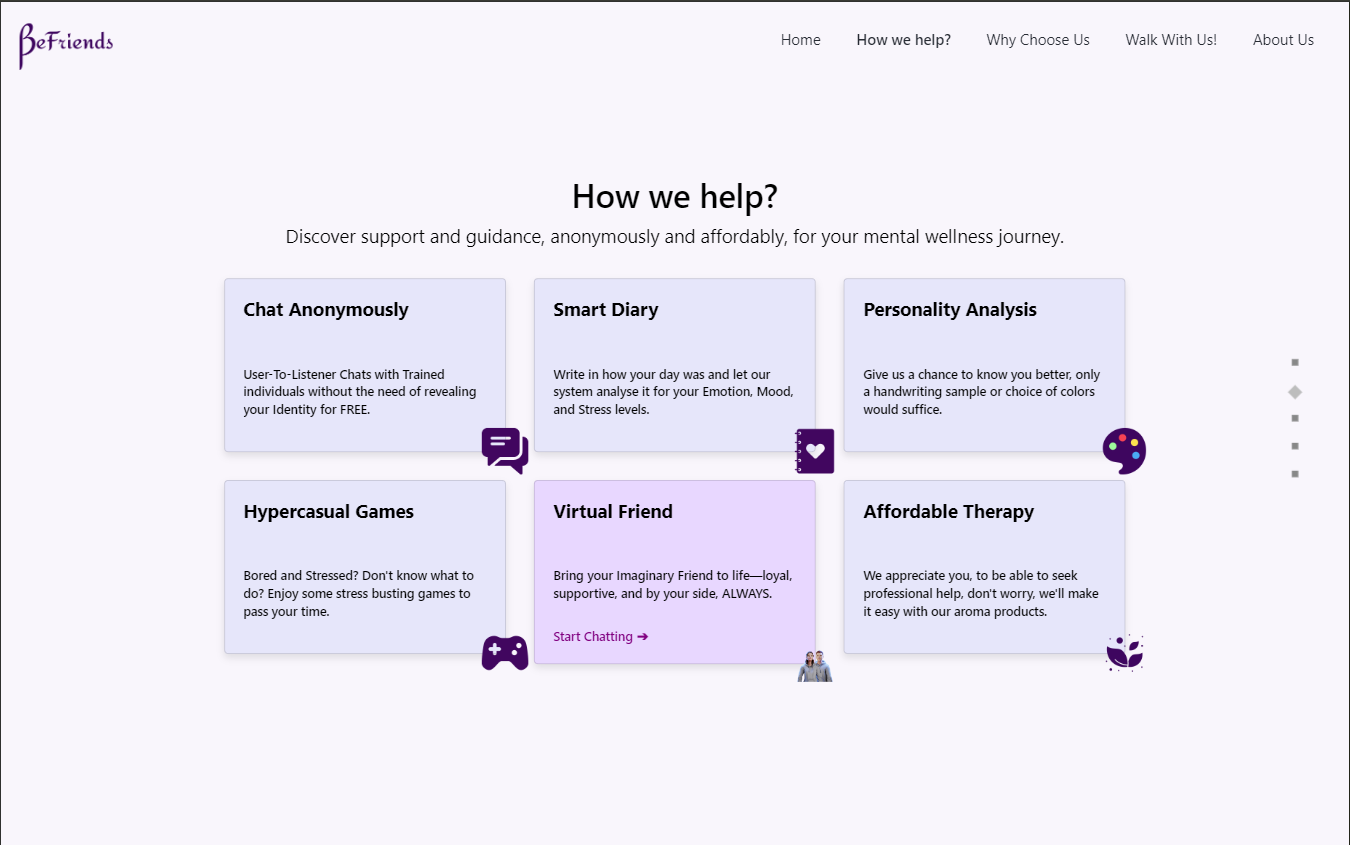 BeFriends
Home How we help? Why Choose Us Walk With Us! About Us
How we help?
Discover support and guidance, anonymously and affordably, for your mental wellness journey.
Chat Anonymously
User-To-Listener Chats with Trained
individuals without the need of revealing
your Identity for FREE.
Smart Diary
Write in how your day was and let our
system analyse it for your Emotion, Mood,
and Stress levels.
Personality Analysis
Give us a chance to know you better, only
a handwriting sample or choice of colors
would suffice.
Hypercasual Games
Bored and Stressed? Don't know what to
do? Enjoy some stress busting games to
pass your time.
Virtual Friend
Bring your Imaginary Friend to life—loyal,
supportive, and by your side, ALWAYS.
Start Chatting ➔
Affordable Therapy
We appreciate you, to be able to seek
professional help, don't worry, we'll make
it easy with our aroma products.